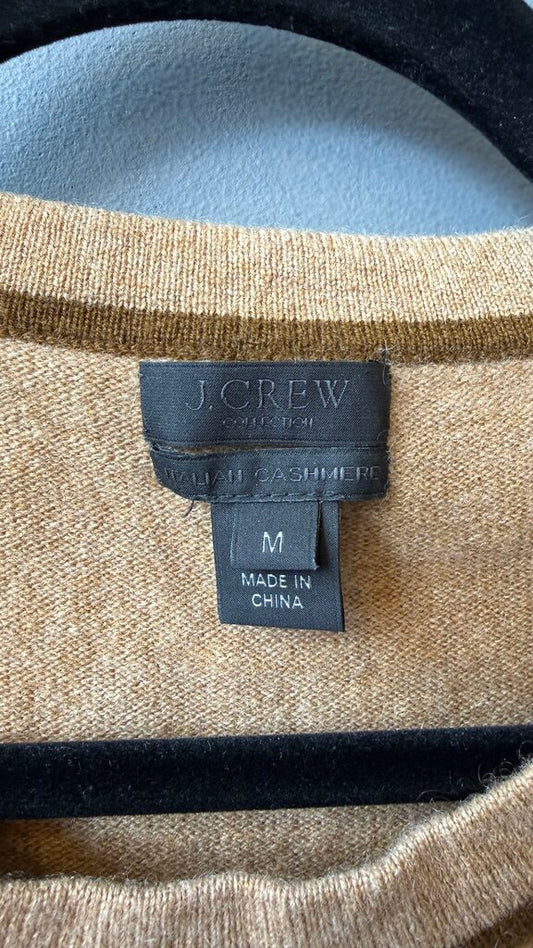 J.CREW
COLLECTION
ITALIAN CASHMERE
M
MADE IN
CHINA